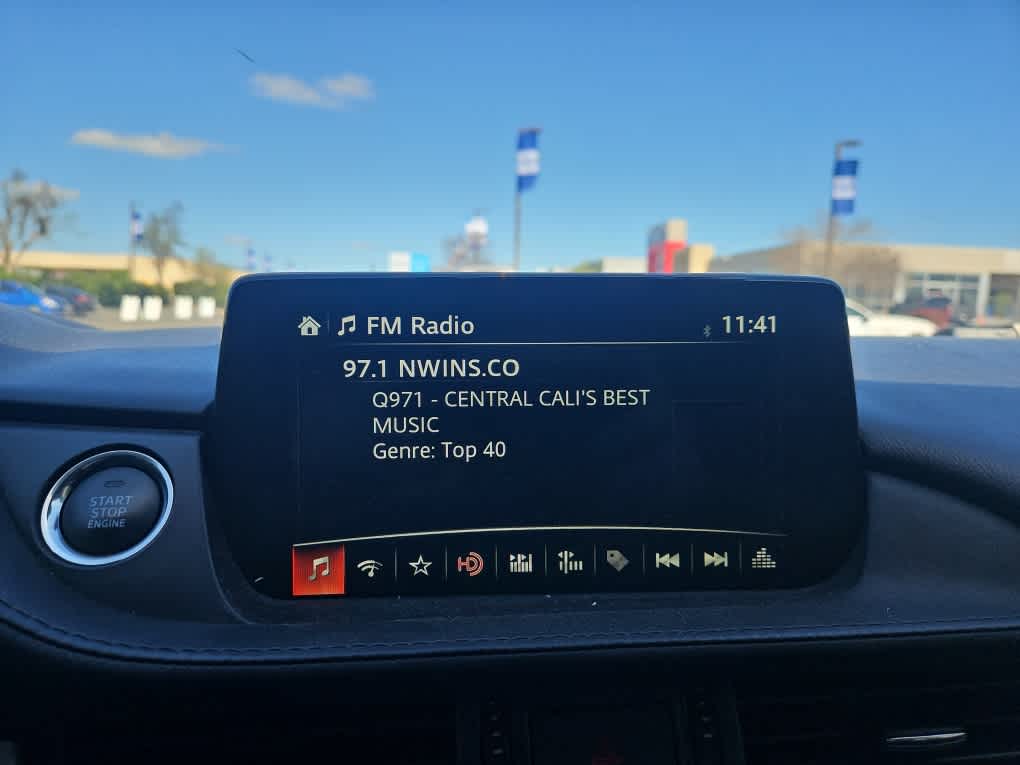 FM Radio
11:41
97.1 NWINS.CO
Q971 - CENTRAL CALI'S BEST
MUSIC
Genre: Top 40
START
STOP
ENGINE
HD